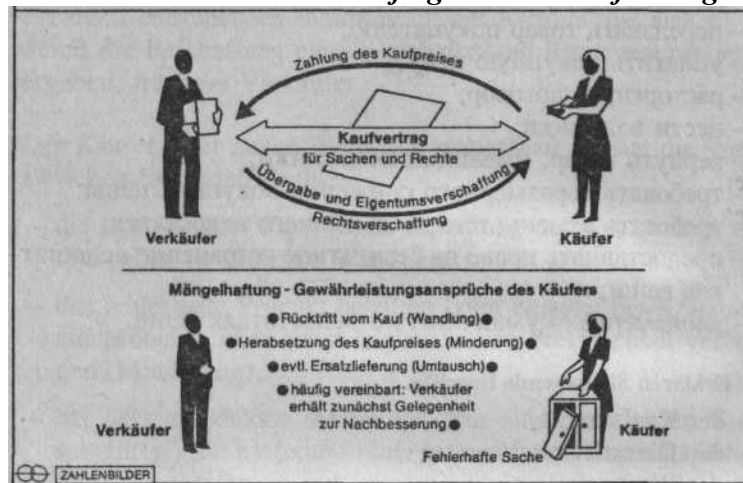 Zahlung des Kaufpreises
Kaufvertrag
für Sachen und Rechte
Übergabe und Eigentumsverschaffung
Rechtsverschaffung
Verkäufer
Käufer
Mängelhaftung - Gewährleistungsansprüche des Käufers
● Rücktritt vom Kauf (Wandlung) ●
● Herabsetzung des Kaufpreises (Minderung) ●
● evtl. Ersatzlieferung (Umtausch) ●
● häufig vereinbart: Verkäufer
erhält zunächst Gelegenheit
zur Nachbesserung ●
Verkäufer
Käufer
Fehlerhafte Sache
ZAHLENBILDER